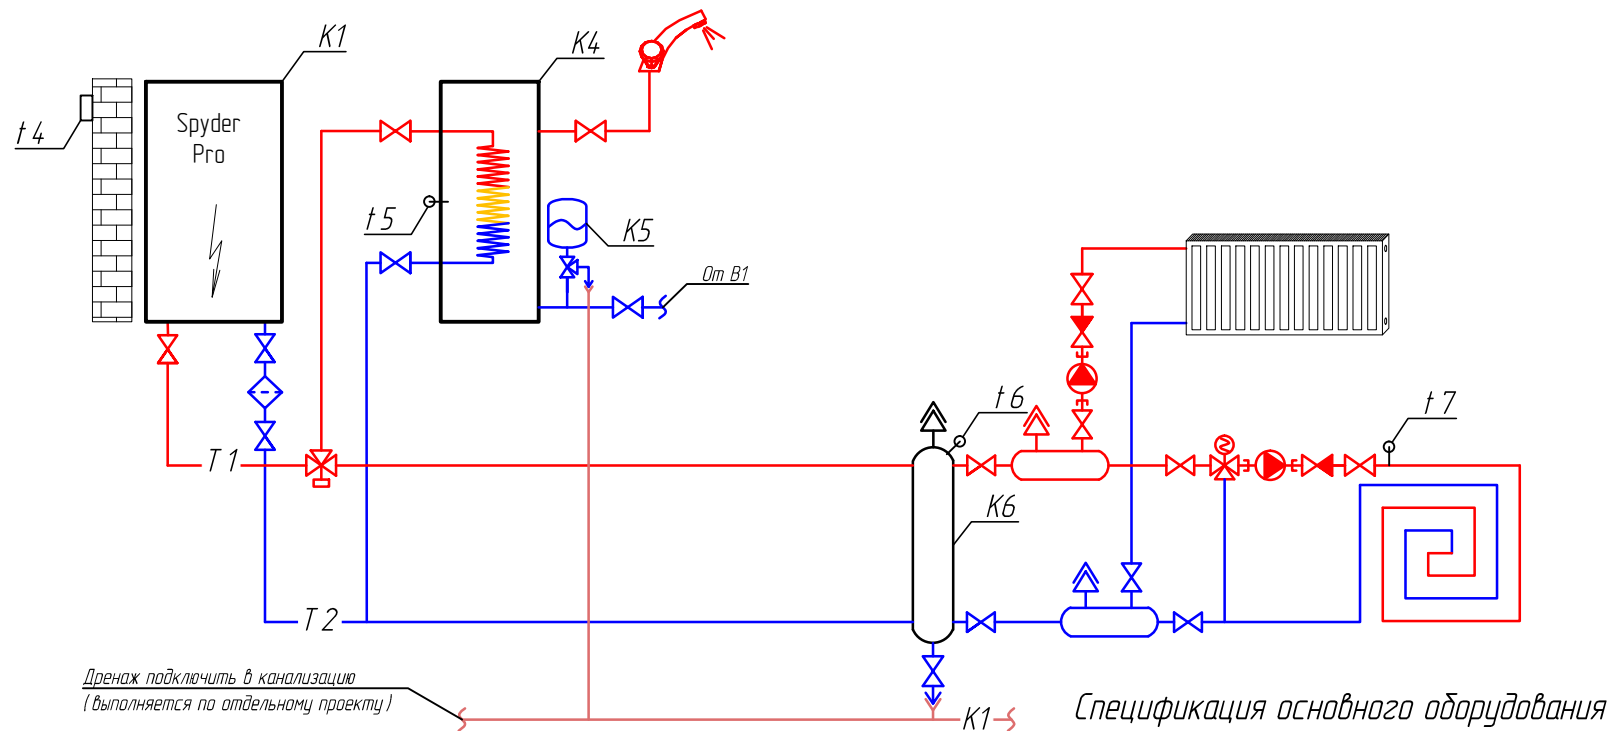 К1
К4
t 4
Spyder
Pro
t 5
К5
От В1
t 6
t 7
Т 1
К6
Т 2
Дренаж подключить в канализацию
(выполняется по отдельному проекту)
К1
Спецификация основного оборудования